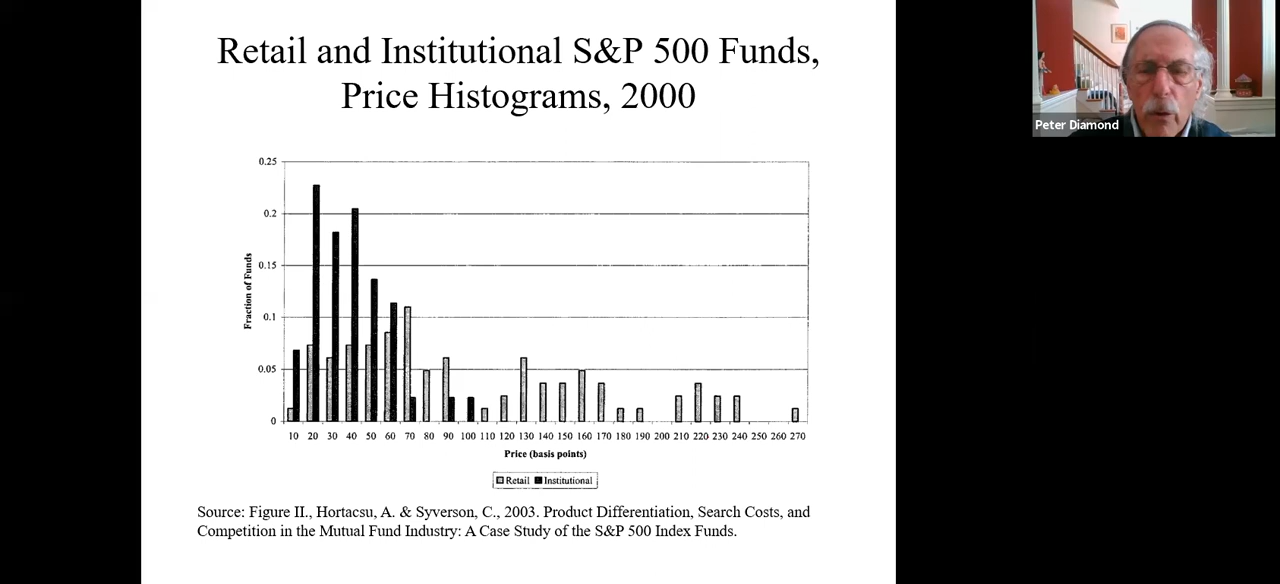 Retail and Institutional S&P 500 Funds,
Price Histograms, 2000
Peter Diamond
0.25
0.2
0.15
0.1
0.05
0
Fraction of Funds
10 20 30 40 50 60 70 80 90 100 110 120 130 140 150 160 170 180 190 200 210 220 230 240 250 260 270
Price (basis points)
Retail Institutional
Source: Figure II., Hortacsu, A. & Syverson, C., 2003. Product Differentiation, Search Costs, and
Competition in the Mutual Fund Industry: A Case Study of the S&P 500 Index Funds.